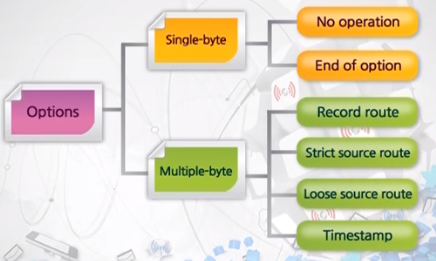 Options
Single-byte
No operation
End of option
Multiple-byte
Record route
Strict source route
Loose source route
Timestamp